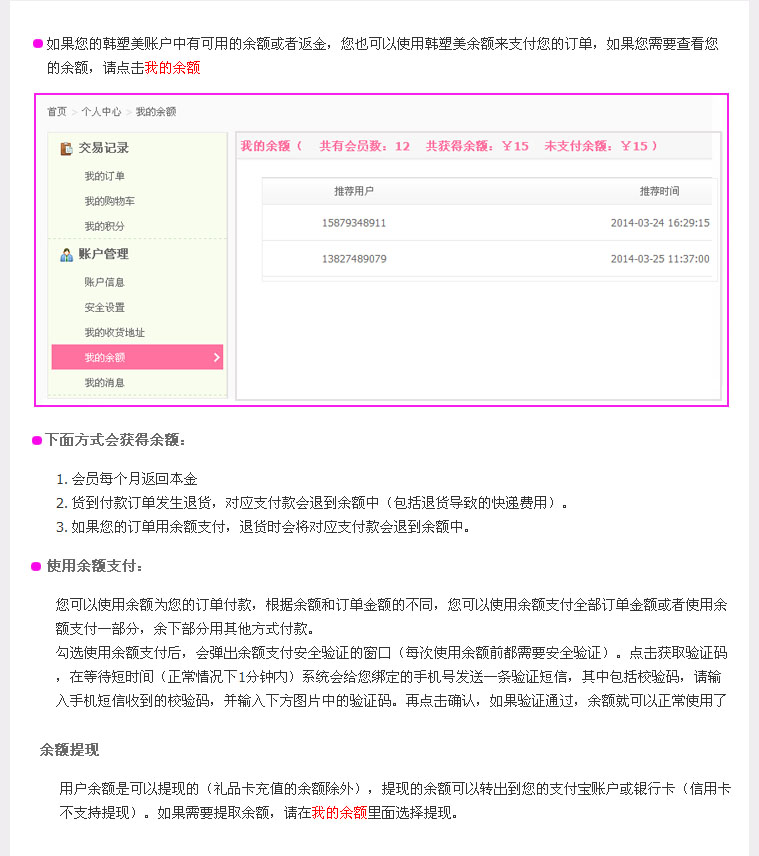 如果您的韩塑美账户中有可用的余额或者返金，您也可以使用韩塑美余额来支付您的订单，如果您需要查看您
的余额，请点击我的余额
首页 > 个人中心 > 我的余额
交易记录
我的订单
我的购物车
我的积分
账户管理
账户信息
安全设置
我的收货地址
我的余额
我的消息
我的余额（ 共有会员数：12 共获得余额：￥15 未支付余额：￥15 ）
推荐用户 推荐时间
15879348911 2014-03-24 16:29:15
13827489079 2014-03-25 11:37:00
下面方式会获得余额：
1. 会员每个月返回本金
2. 货到付款订单发生退货，对应支付款会退到余额中（包括退货导致的快递费用）。
3. 如果您的订单用余额支付，退货时会将对应支付款会退到余额中。
使用余额支付：
您可以使用余额为您的订单付款，根据余额和订单金额的不同，您可以使用余额支付全部订单金额或者使用余
额支付一部分，余下部分用其他方式付款。
勾选使用余额支付后，会弹出余额支付安全验证的窗口（每次使用余额前都需要安全验证）。点击获取验证码
，在等待短时间（正常情况下1分钟内）系统会给您绑定的手机号发送一条验证短信，其中包括校验码，请输
入手机短信收到的校验码，并输入下方图片中的验证码。再点击确认，如果验证通过，余额就可以正常使用了
余额提现
用户余额是可以提现的（礼品卡充值的余额除外），提现的余额可以转出到您的支付宝账户或银行卡（信用卡
不支持提现）。如果需要提取余额，请在我的余额里面选择提现。